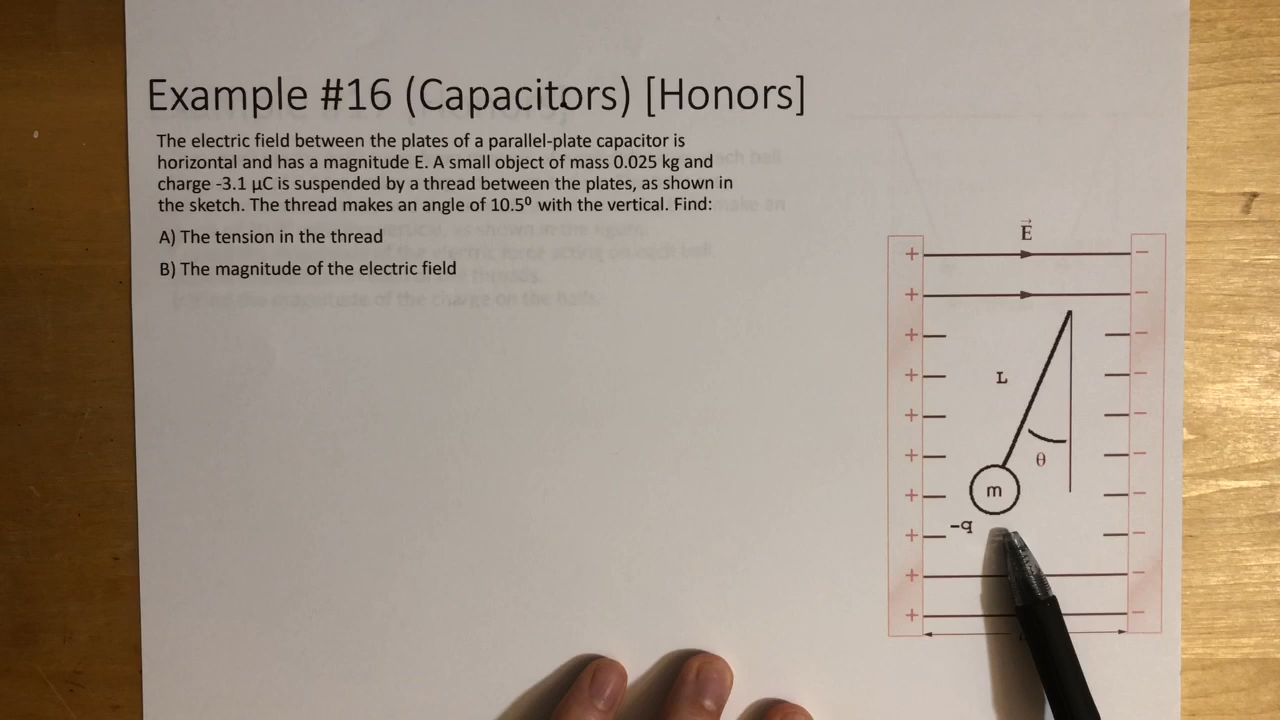 Example #16 (Capacitors) [Honors]
The electric field between the plates of a parallel-plate capacitor is
horizontal and has a magnitude E. A small object of mass 0.025 kg and
charge -3.1 μC is suspended by a thread between the plates, as shown in
the sketch. The thread makes an angle of 10.5⁰ with the vertical. Find:
A) The tension in the thread
B) The magnitude of the electric field
E
+ −
+ −
+ −
L
+ −
+ −
+ −
θ
+ −
m
-q
+ −
+ −
+ −